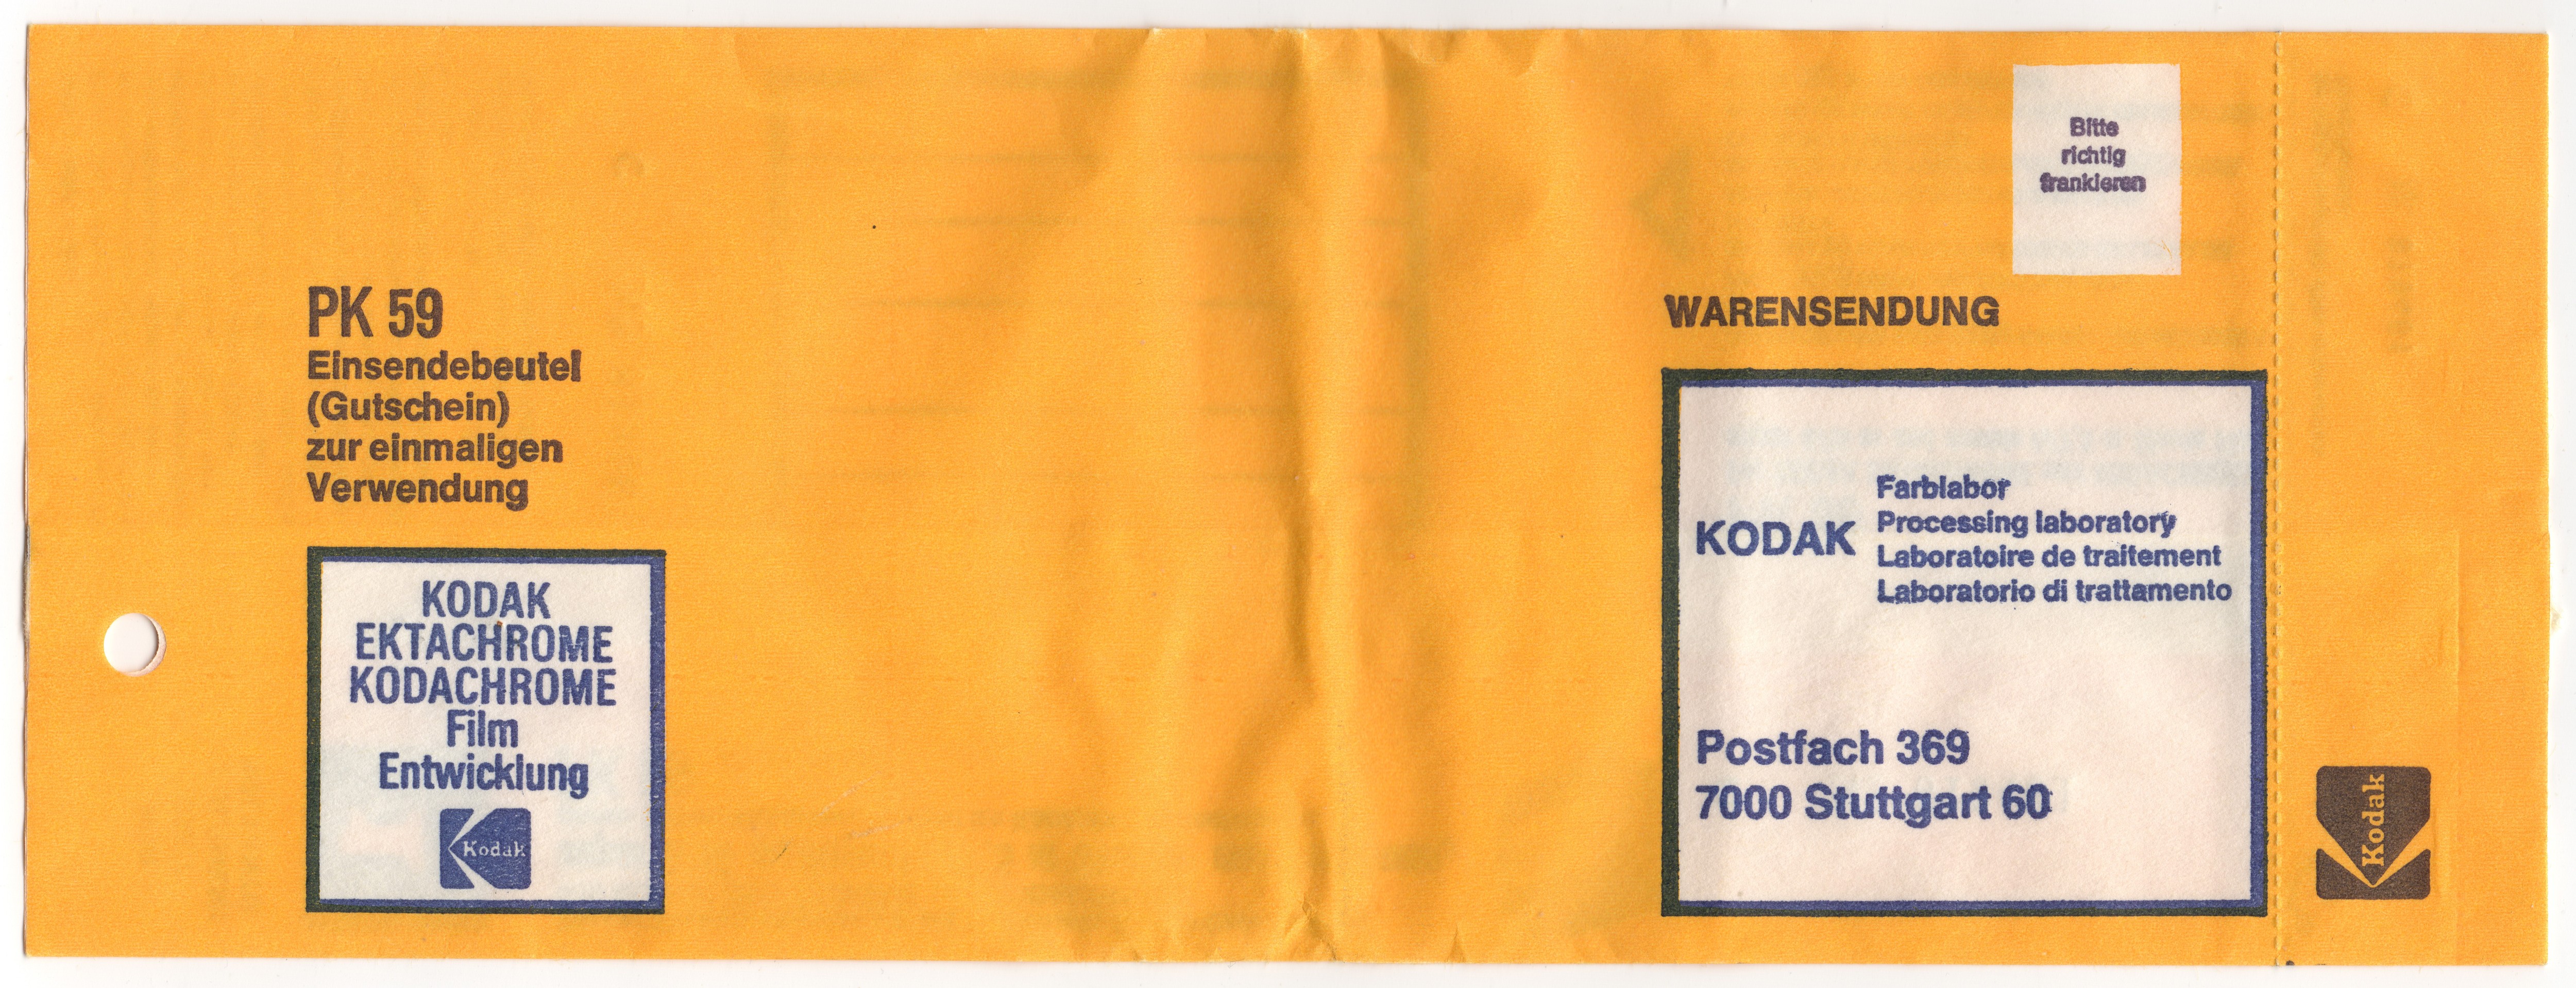 PK 59
Einsendebeutel
(Gutschein)
zur einmaligen
Verwendung
KODAK
EKTACHROME
KODACHROME
Film
Entwicklung
Kodak
Bitte
richtig
frankieren
WARENSENDUNG
KODAK
Farblabor
Processing laboratory
Laboratoire de traitement
Laboratorio di trattamento
Postfach 369
7000 Stuttgart 60
Kodak